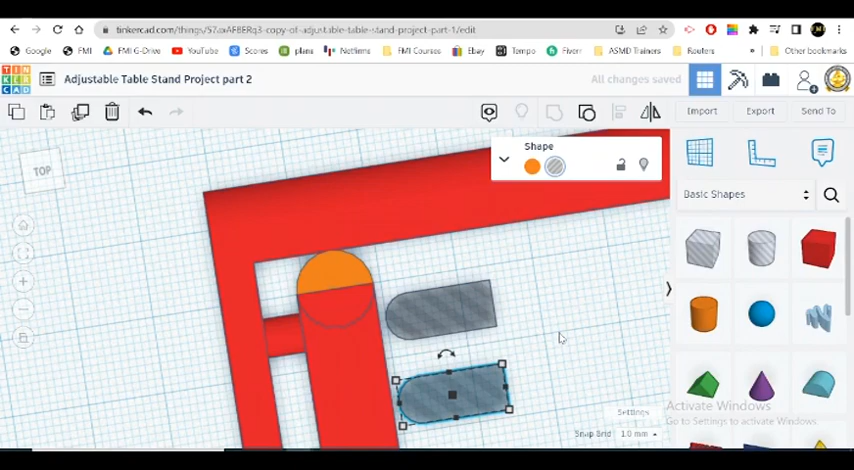 tinkercad.com/things/57axAFBERq3-copy-of-adjustable-table-stand-project-part-1/edit
Google FMI FMI G-Drive YouTube Scores plans Netfirms FMI Courses Ebay Tempo Fiverr ASMD Trainers Routers » Other bookmarks
TIN
KER
CAD
Adjustable Table Stand Project part 2
All changes saved
Import Export Send To
Shape
TOP
Basic Shapes
Settings
Snap Grid 1.0 mm
Activate Windows
Go to Settings to activate Windows.